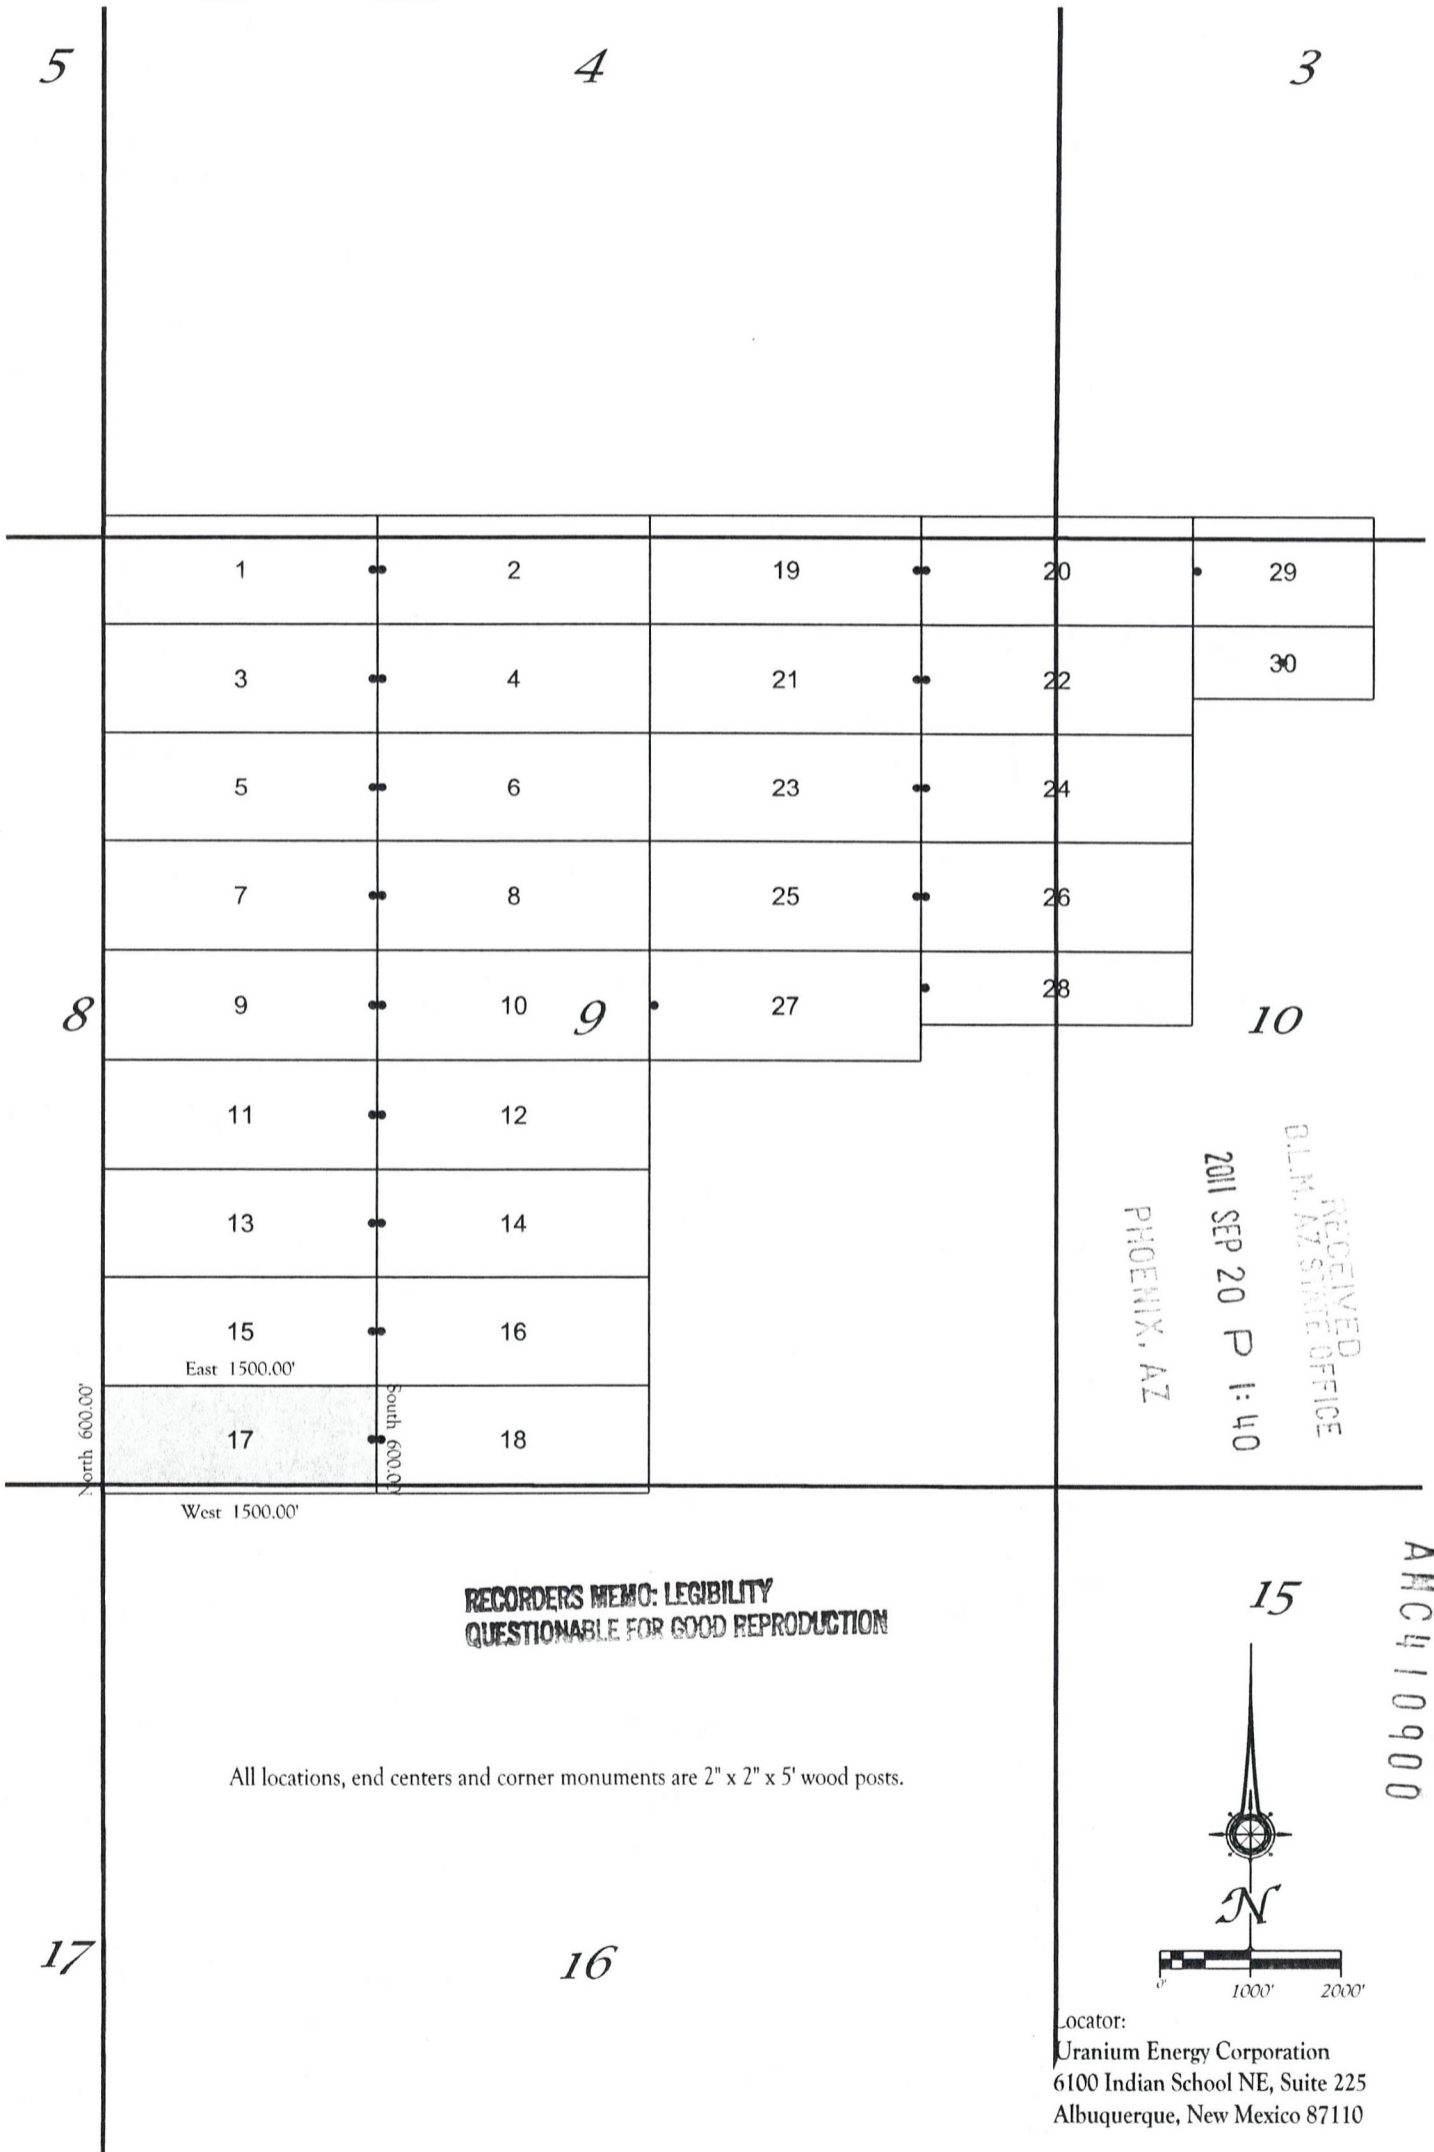 5 4 3
1 2 19 20 29
30
3 4 21 22
5 6 23 24
7 8 25 26
28
8 9 10 9 27 10
11 12
13 14
15 16
East 1500.00'
North 600.00'
South 600.00'
17 18
West 1500.00'
RECEIVED
B.L.M. AZ STATE OFFICE
2011 SEP 20 P 1:40
PHOENIX, AZ
RECORDERS MEMO: LEGIBILITY
QUESTIONABLE FOR GOOD REPRODUCTION
15
AMC410900
All locations, end centers and corner monuments are 2" x 2" x 5' wood posts.
N
17 16
0' 1000' 2000'
Locator:
Uranium Energy Corporation
6100 Indian School NE, Suite 225
Albuquerque, New Mexico 87110